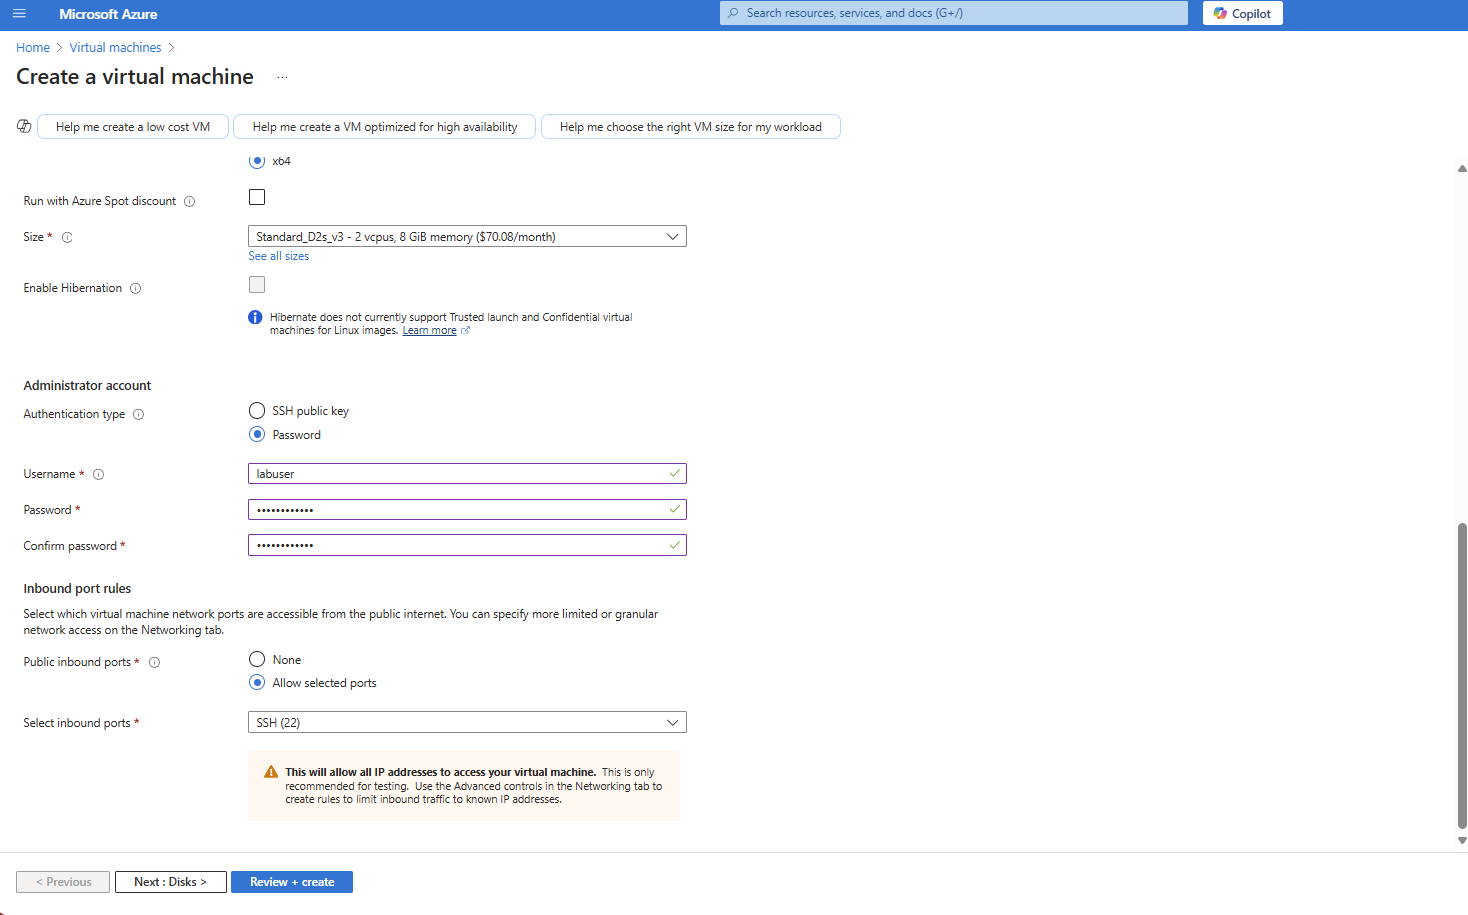 Microsoft Azure
Search resources, services, and docs (G+/)
Copilot
Home > Virtual machines >
Create a virtual machine ...
Help me create a low cost VM
Help me create a VM optimized for high availability
Help me choose the right VM size for my workload
x64
Run with Azure Spot discount
Size *
Standard_D2s_v3 - 2 vcpus, 8 GiB memory ($70.08/month)
See all sizes
Enable Hibernation
Hibernate does not currently support Trusted launch and Confidential virtual
machines for Linux images. Learn more
Administrator account
Authentication type
SSH public key
Password
Username *
labuser
Password *
••••••••••••
Confirm password *
••••••••••••
Inbound port rules
Select which virtual machine network ports are accessible from the public internet. You can specify more limited or granular
network access on the Networking tab.
Public inbound ports *
None
Allow selected ports
Select inbound ports *
SSH (22)
This will allow all IP addresses to access your virtual machine. This is only
recommended for testing. Use the Advanced controls in the Networking tab to
create rules to limit inbound traffic to known IP addresses.
< Previous
Next : Disks >
Review + create